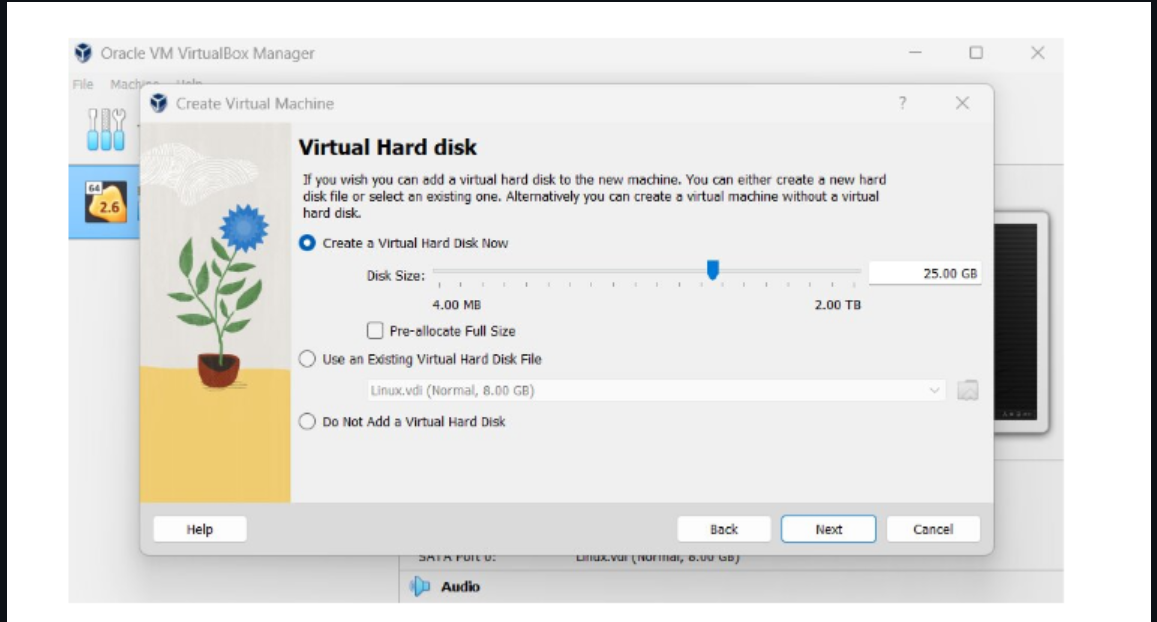 Oracle VM VirtualBox Manager
File Machine Help
Create Virtual Machine ?
Virtual Hard disk
If you wish you can add a virtual hard disk to the new machine. You can either create a new hard
disk file or select an existing one. Alternatively you can create a virtual machine without a virtual
hard disk.
64
2.6
Create a Virtual Hard Disk Now
Disk Size:
25.00 GB
4.00 MB
2.00 TB
Pre-allocate Full Size
Use an Existing Virtual Hard Disk File
Linux.vdi (Normal, 8.00 GB)
Do Not Add a Virtual Hard Disk
Help
Back
Next
Cancel
SATA Port 0: Linux.vdi (Normal, 8.00 GB)
Audio